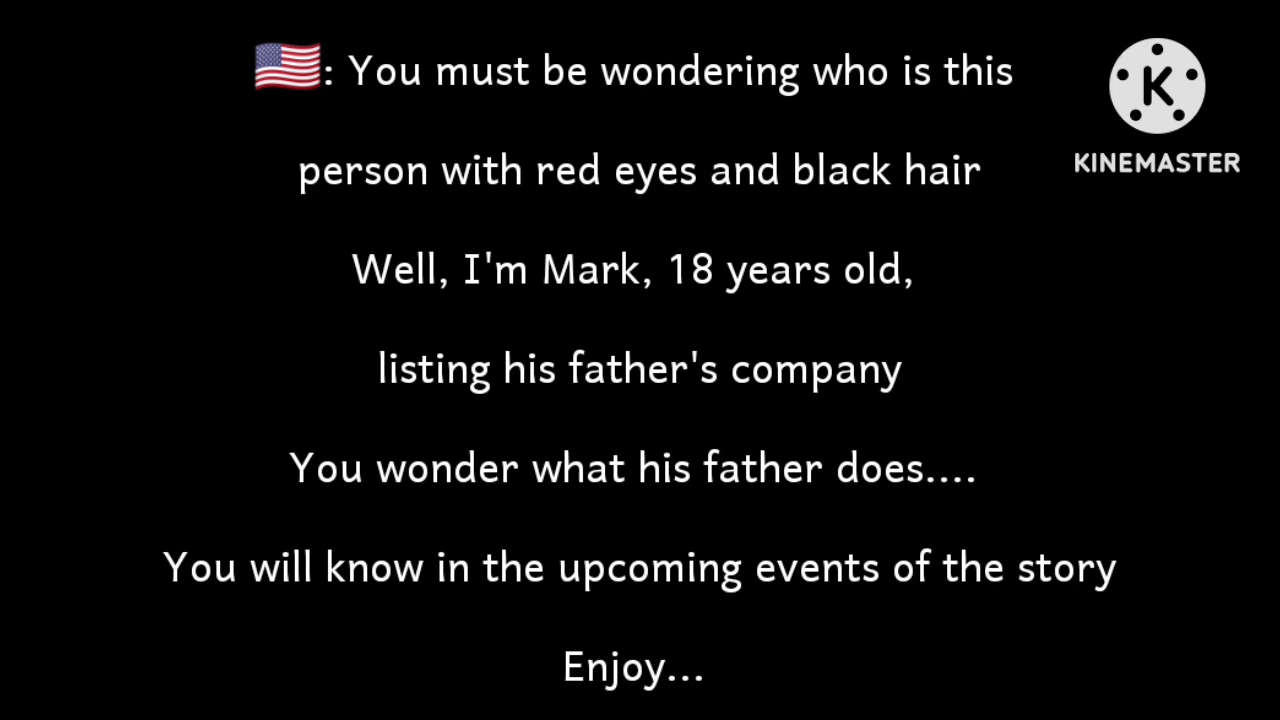 🇺🇸: You must be wondering who is this
person with red eyes and black hair
Well, I'm Mark, 18 years old,
listing his father's company
You wonder what his father does....
You will know in the upcoming events of the story
Enjoy...
K
KINEMASTER